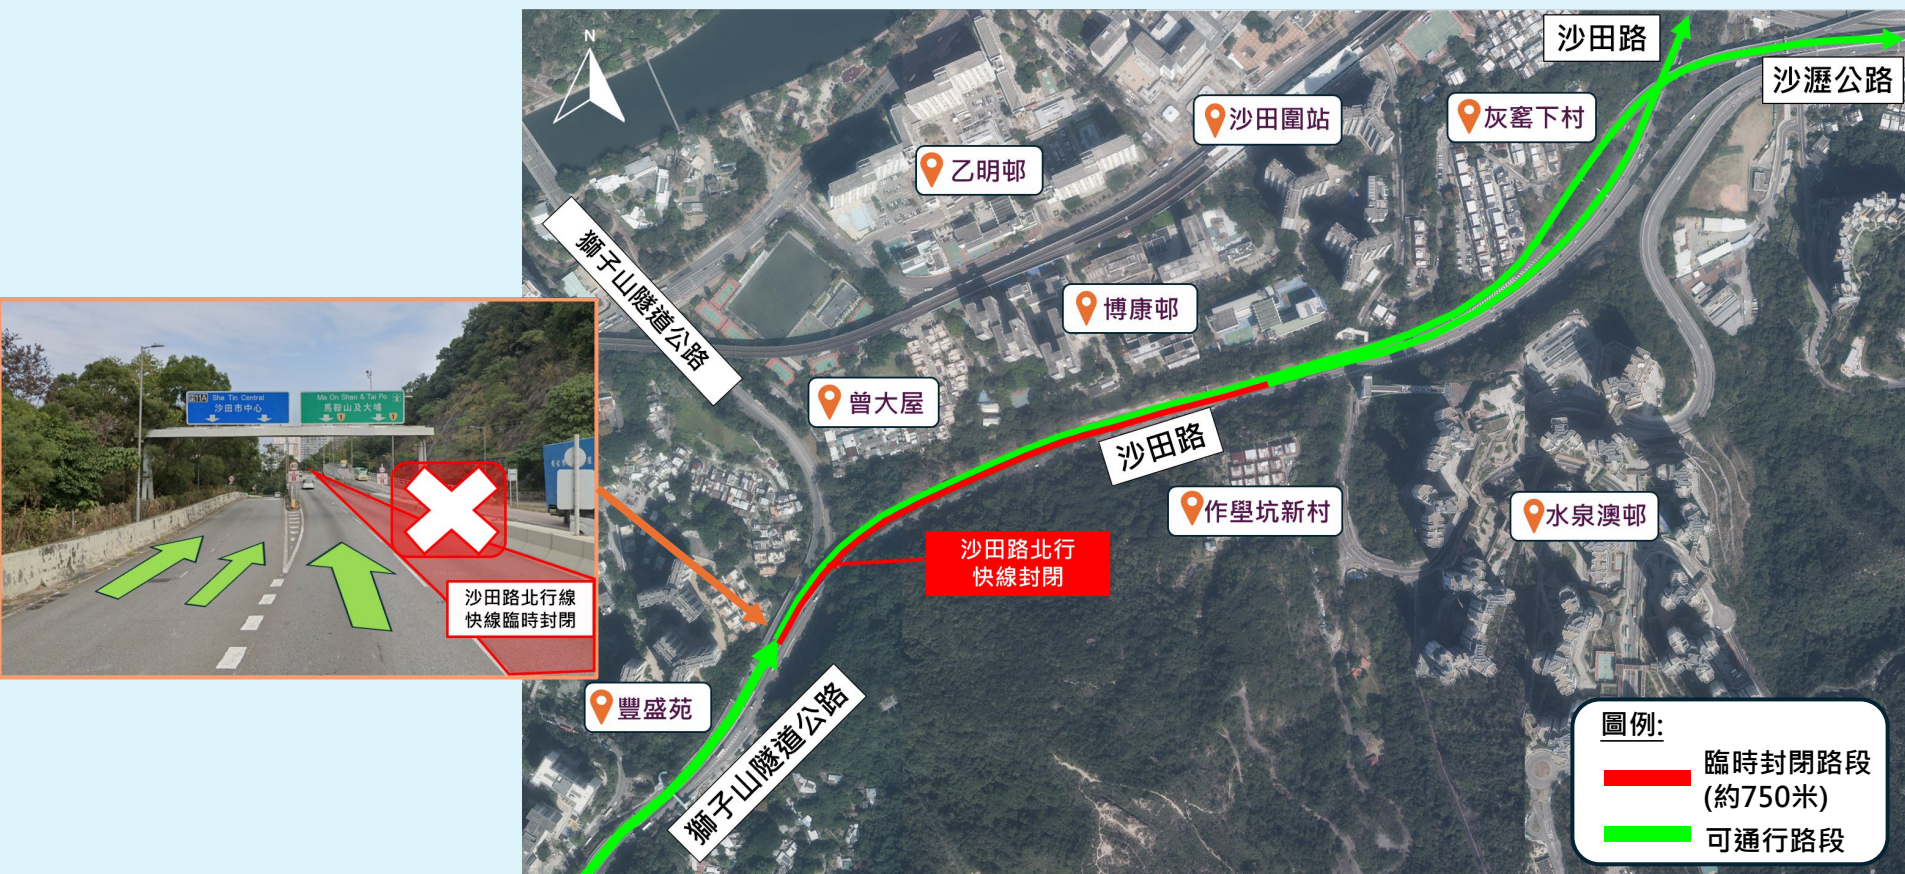 N
沙田路
沙瀝公路
沙田圍站
灰窰下村
乙明邨
獅子山隧道公路
博康邨
曾大屋
沙田路
作壆坑新村
水泉澳邨
沙田路北行
快線封閉
豐盛苑
獅子山隧道公路
Sha Tin Central
沙田市中心
Ma On Shan & Tai Po
馬鞍山及大埔
1
1
沙田路北行線
快線臨時封閉
圖例:
臨時封閉路段
(約750米)
可通行路段